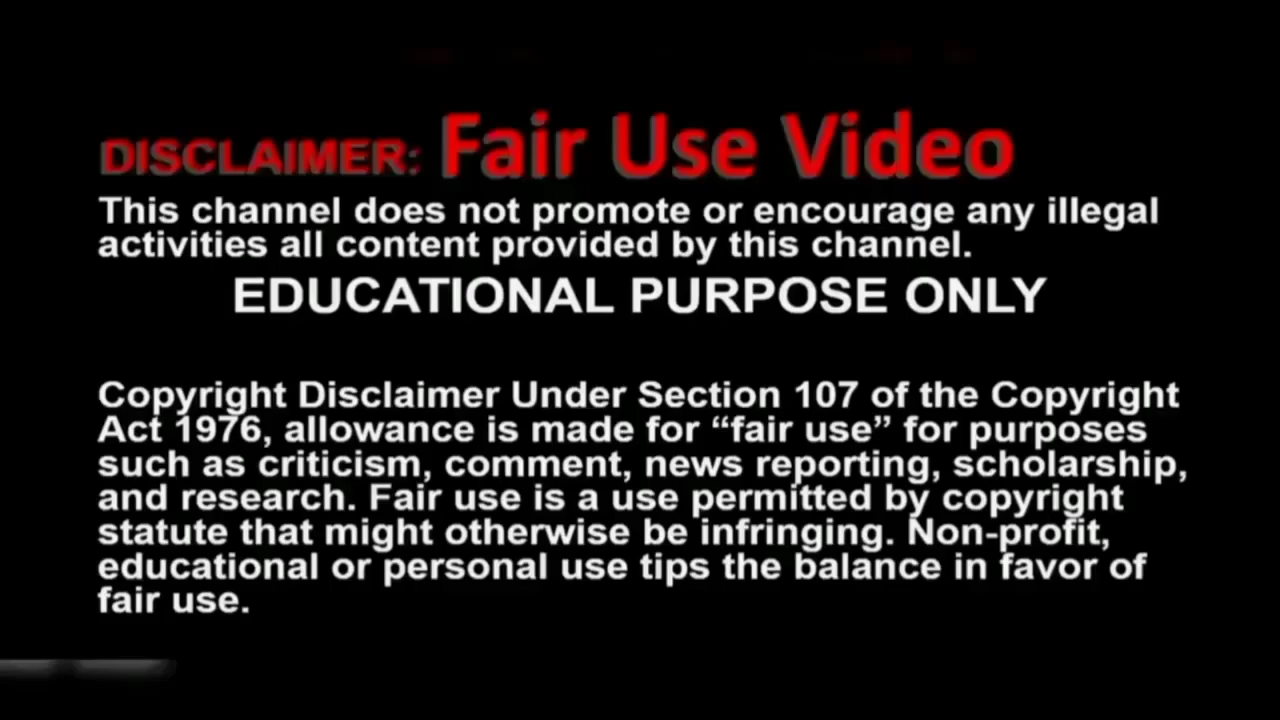 DISCLAIMER: Fair Use Video
This channel does not promote or encourage any illegal
activities all content provided by this channel.
EDUCATIONAL PURPOSE ONLY
Copyright Disclaimer Under Section 107 of the Copyright
Act 1976, allowance is made for “fair use” for purposes
such as criticism, comment, news reporting, scholarship,
and research. Fair use is a use permitted by copyright
statute that might otherwise be infringing. Non-profit,
educational or personal use tips the balance in favor of
fair use.